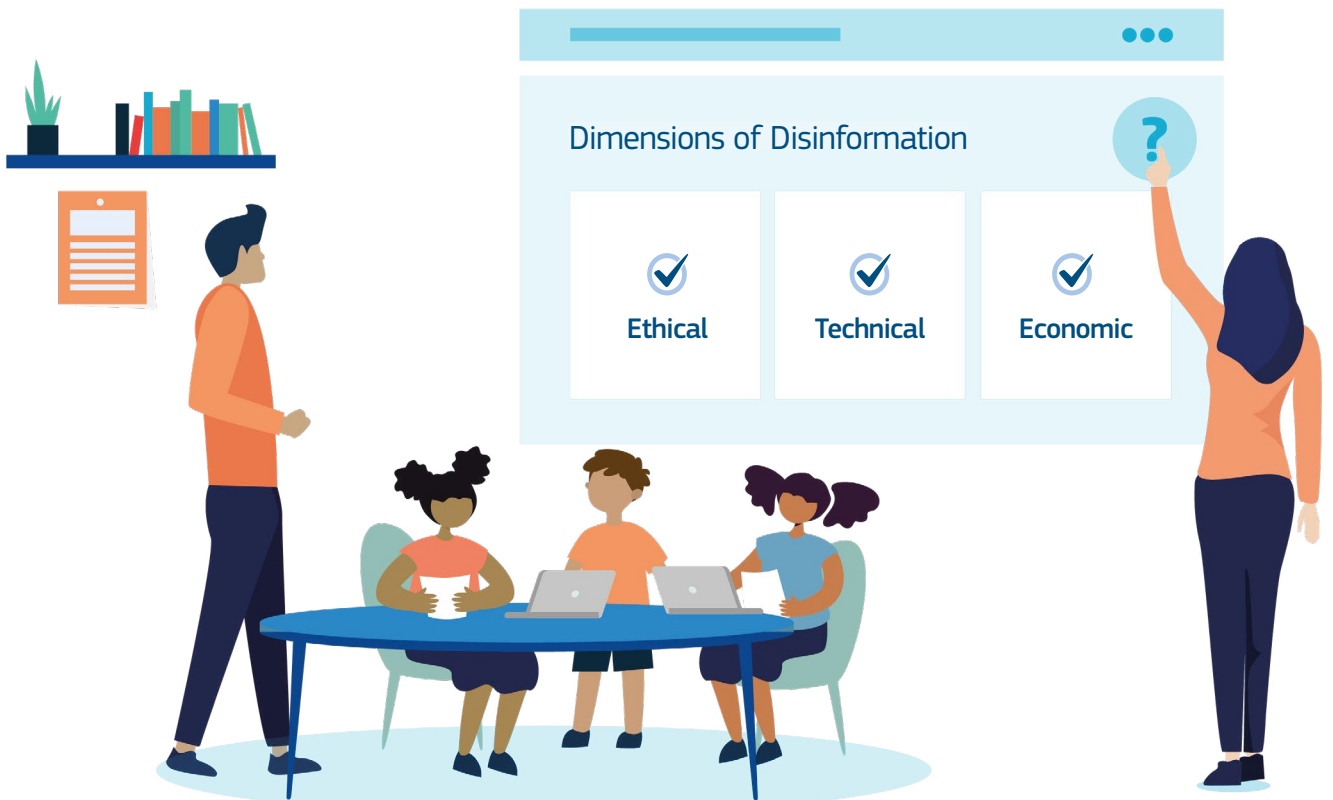 ?
Dimensions of Disinformation
Ethical
Technical
Economic